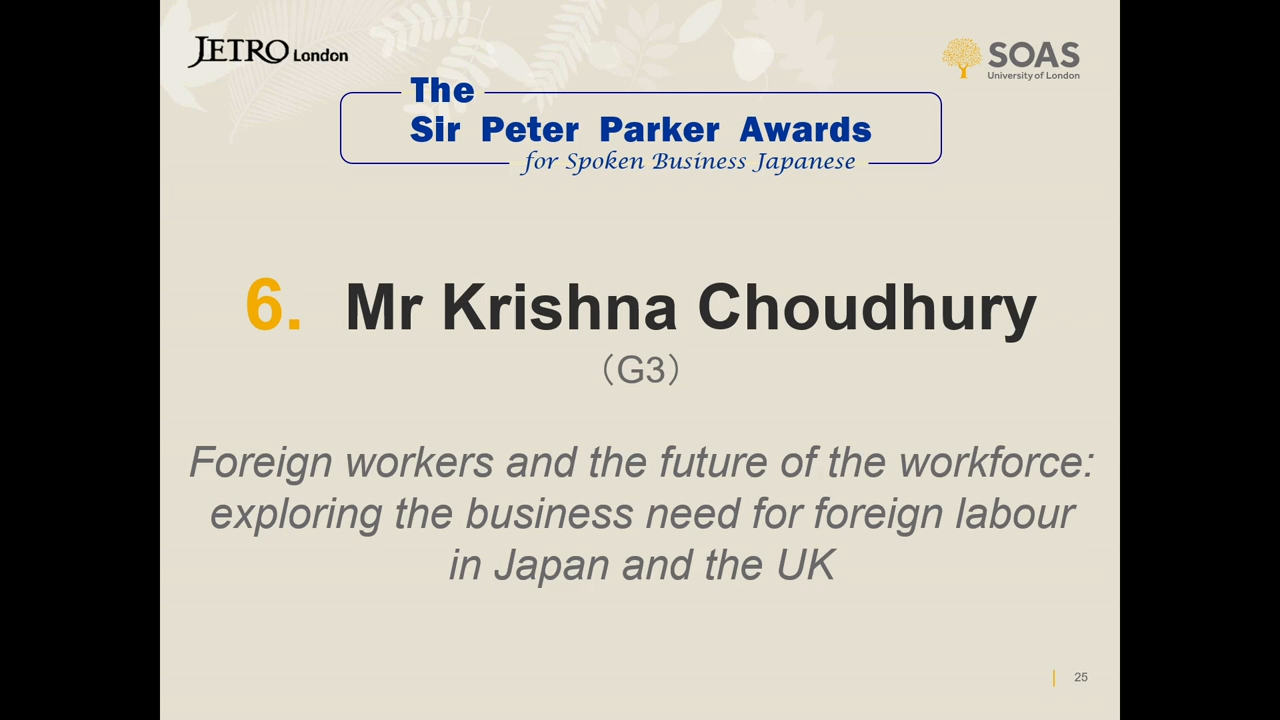 JETRO London
SOAS
University of London
The
Sir Peter Parker Awards
for Spoken Business Japanese
6. Mr Krishna Choudhury
（G3）
Foreign workers and the future of the workforce:
exploring the business need for foreign labour
in Japan and the UK
25